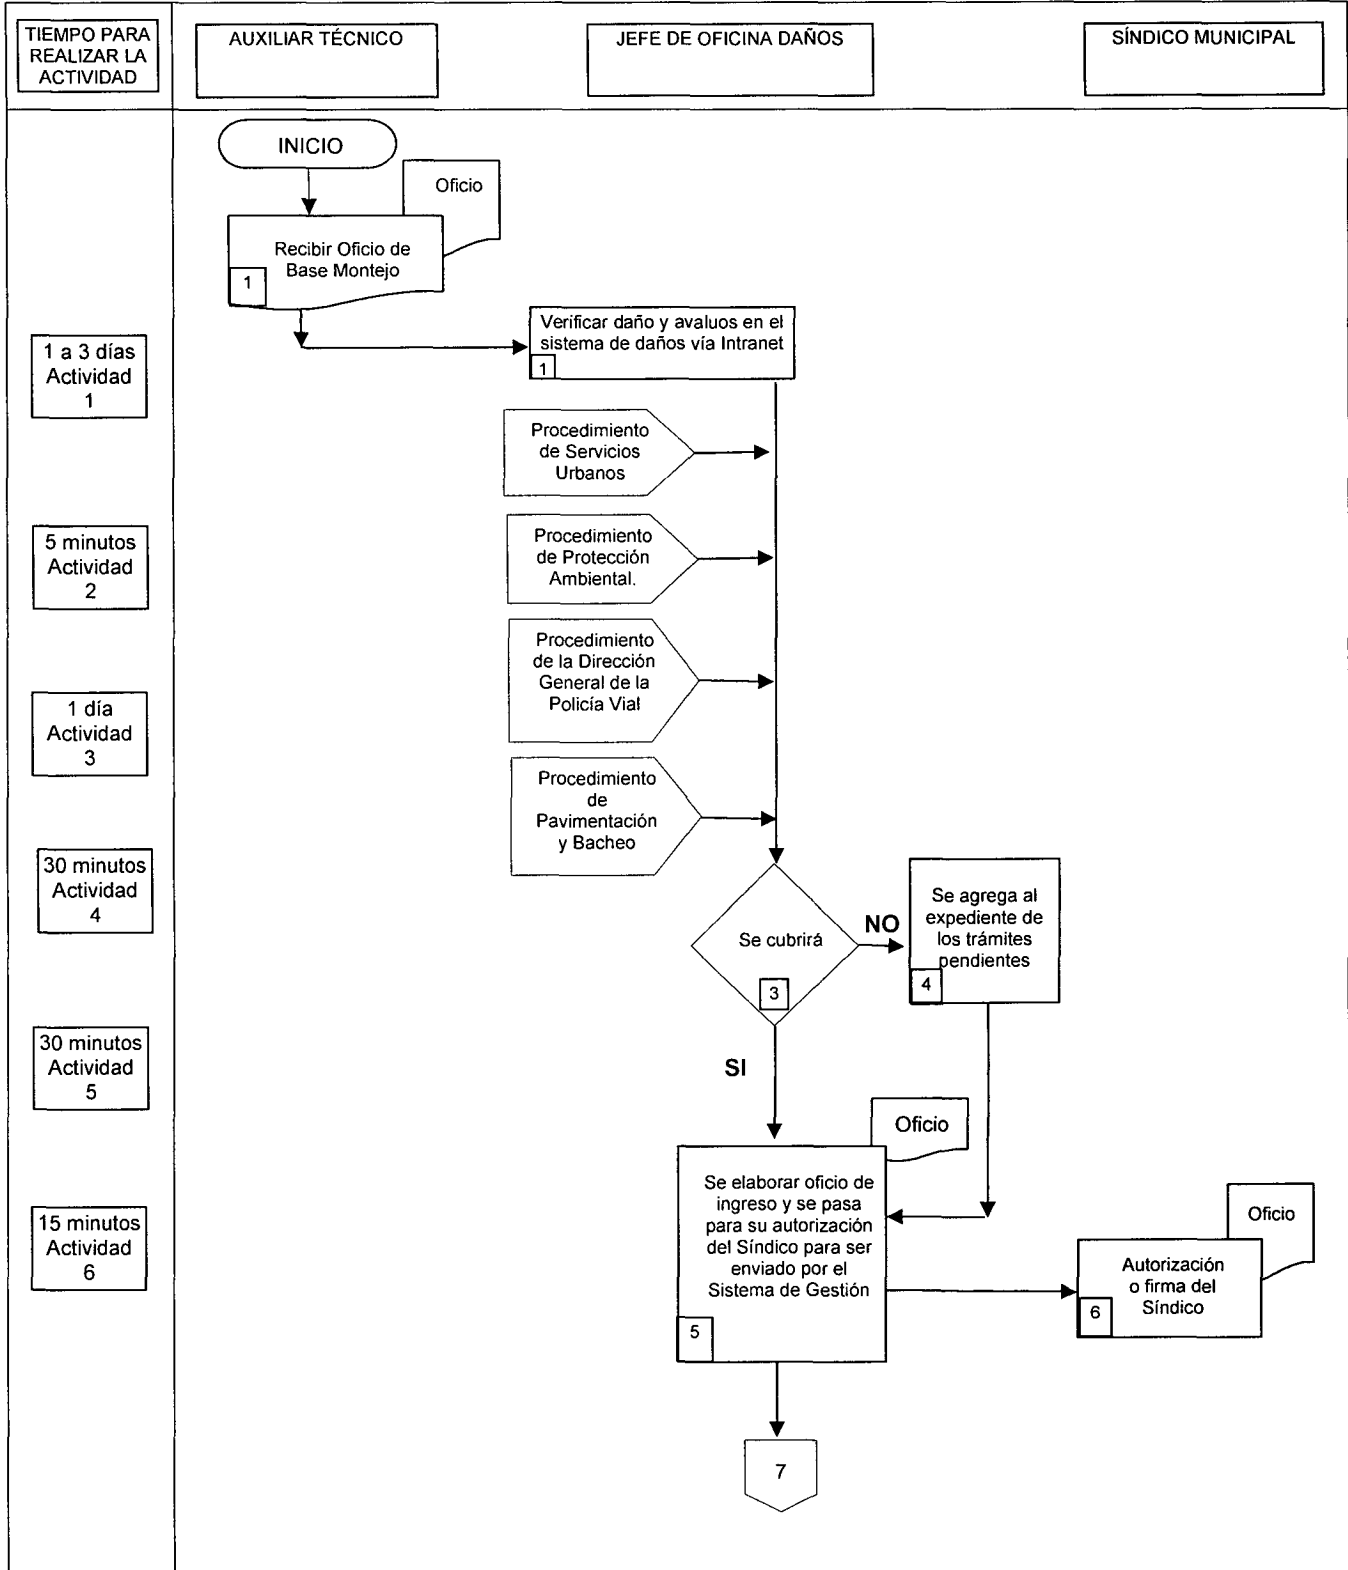 TIEMPO PARA
REALIZAR LA
ACTIVIDAD
AUXILIAR TÉCNICO
JEFE DE OFICINA DAÑOS
SÍNDICO MUNICIPAL
INICIO
Oficio
Recibir Oficio de
Base Montejo
1
1 a 3 días
Actividad
1
Verificar daño y avaluos en el
sistema de daños vía Intranet
1
Procedimiento
de Servicios
Urbanos
5 minutos
Actividad
2
Procedimiento
de Protección
Ambiental.
Procedimiento
de la Dirección
General de la
Policía Vial
1 día
Actividad
3
Procedimiento
de
Pavimentación
y Bacheo
30 minutos
Actividad
4
Se cubrirá
3
NO
Se agrega al
expediente de
los trámites
pendientes
4
30 minutos
Actividad
5
SI
Oficio
Se elaborar oficio de
ingreso y se pasa
para su autorización
del Síndico para ser
enviado por el
Sistema de Gestión
5
15 minutos
Actividad
6
Oficio
Autorización
o firma del
Síndico
6
7